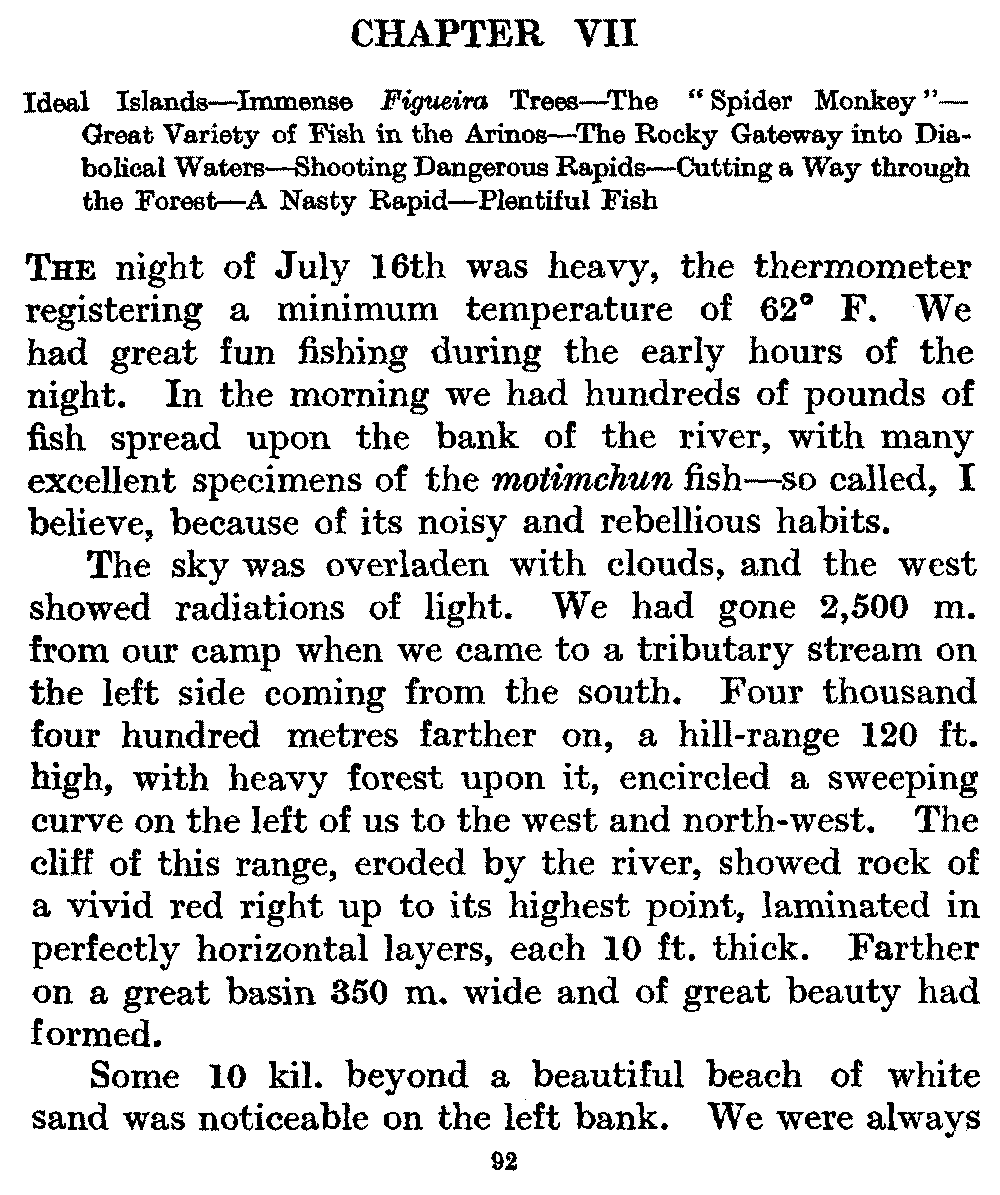 CHAPTER VII
Ideal Islands—Immense Figueira Trees—The "Spider Monkey"—
Great Variety of Fish in the Arinos—The Rocky Gateway into Dia-
bolical Waters—Shooting Dangerous Rapids—Cutting a Way through
the Forest—A Nasty Rapid—Plentiful Fish
THE night of July 16th was heavy, the thermometer
registering a minimum temperature of 62° F. We
had great fun fishing during the early hours of the
night. In the morning we had hundreds of pounds of
fish spread upon the bank of the river, with many
excellent specimens of the motimchun fish—so called, I
believe, because of its noisy and rebellious habits.
The sky was overladen with clouds, and the west
showed radiations of light. We had gone 2,500 m.
from our camp when we came to a tributary stream on
the left side coming from the south. Four thousand
four hundred metres farther on, a hill-range 120 ft.
high, with heavy forest upon it, encircled a sweeping
curve on the left of us to the west and north-west. The
cliff of this range, eroded by the river, showed rock of
a vivid red right up to its highest point, laminated in
perfectly horizontal layers, each 10 ft. thick. Farther
on a great basin 350 m. wide and of great beauty had
formed.
Some 10 kil. beyond a beautiful beach of white
sand was noticeable on the left bank. We were always
92